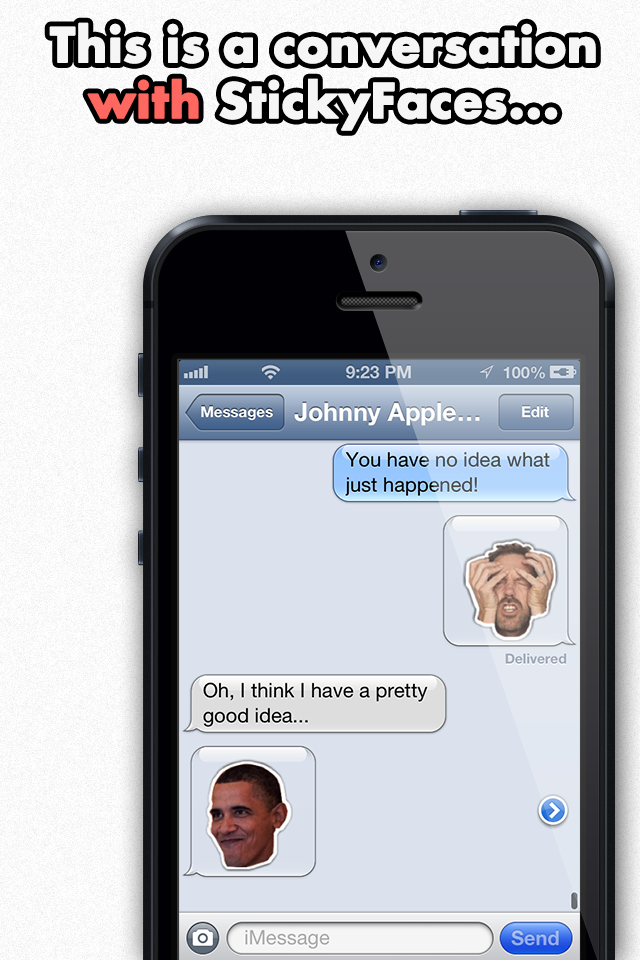 This is a conversation
with StickyFaces...
9:23 PM
100%
Messages
Johnny Apple...
Edit
You have no idea what
just happened!
Delivered
Oh, I think I have a pretty
good idea...
iMessage
Send